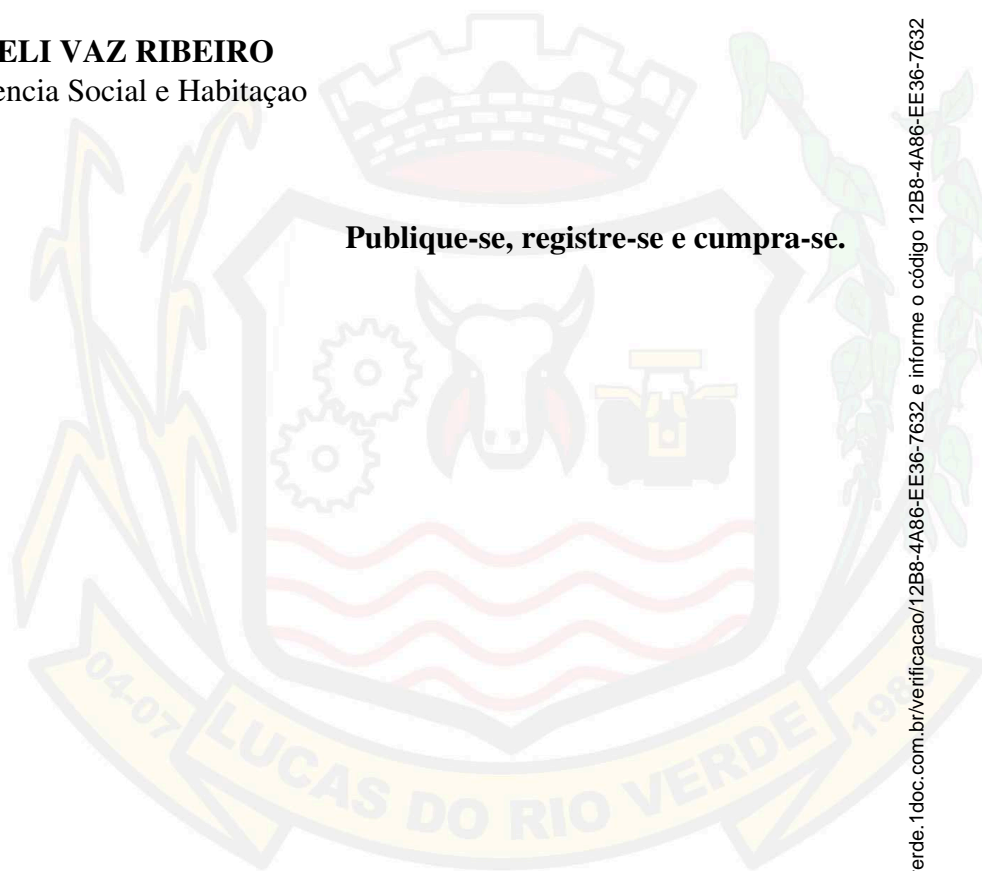 ELI VAZ RIBEIRO
encia Social e Habitaçao
Publique-se, registre-se e cumpra-se.
04-07 LUCAS DO RIO VERDE 1988
erde.1doc.com.br/verificacao/12B8-4A86-EE36-7632 e informe o código 12B8-4A86-EE36-7632